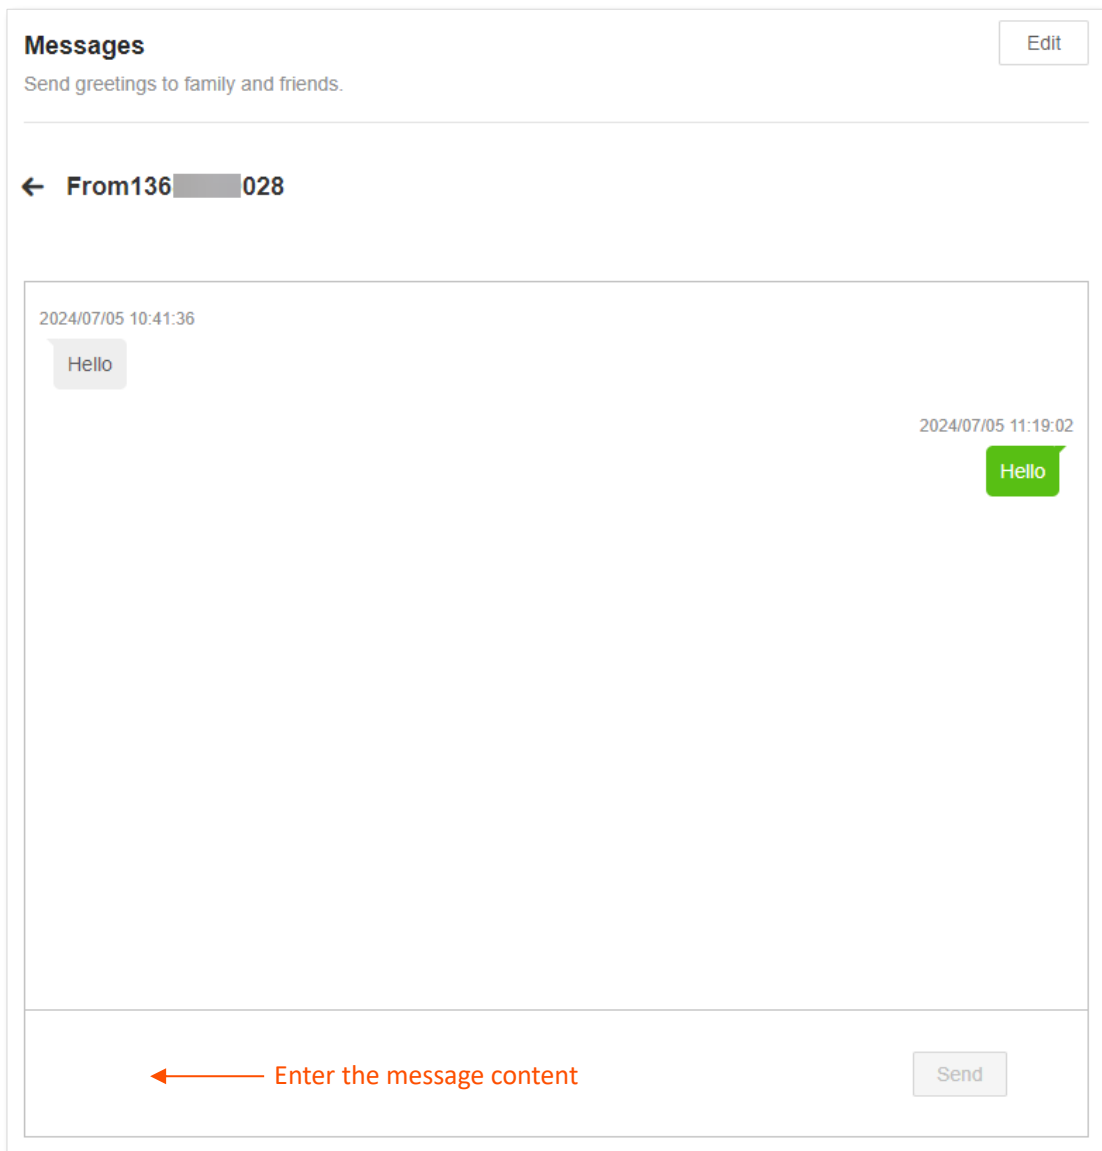 Messages
Edit
Send greetings to family and friends.
From136 028
2024/07/05 10:41:36
Hello
2024/07/05 11:19:02
Hello
Enter the message content
Send